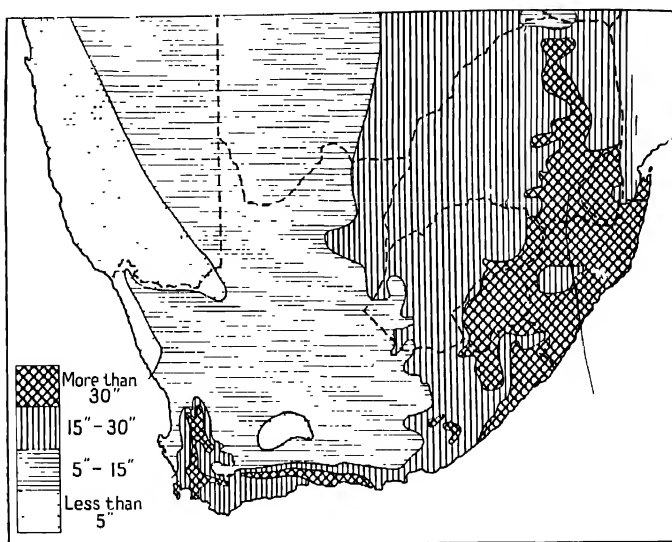 More than
30"
15" – 30"
5" – 15"
Less than
5"